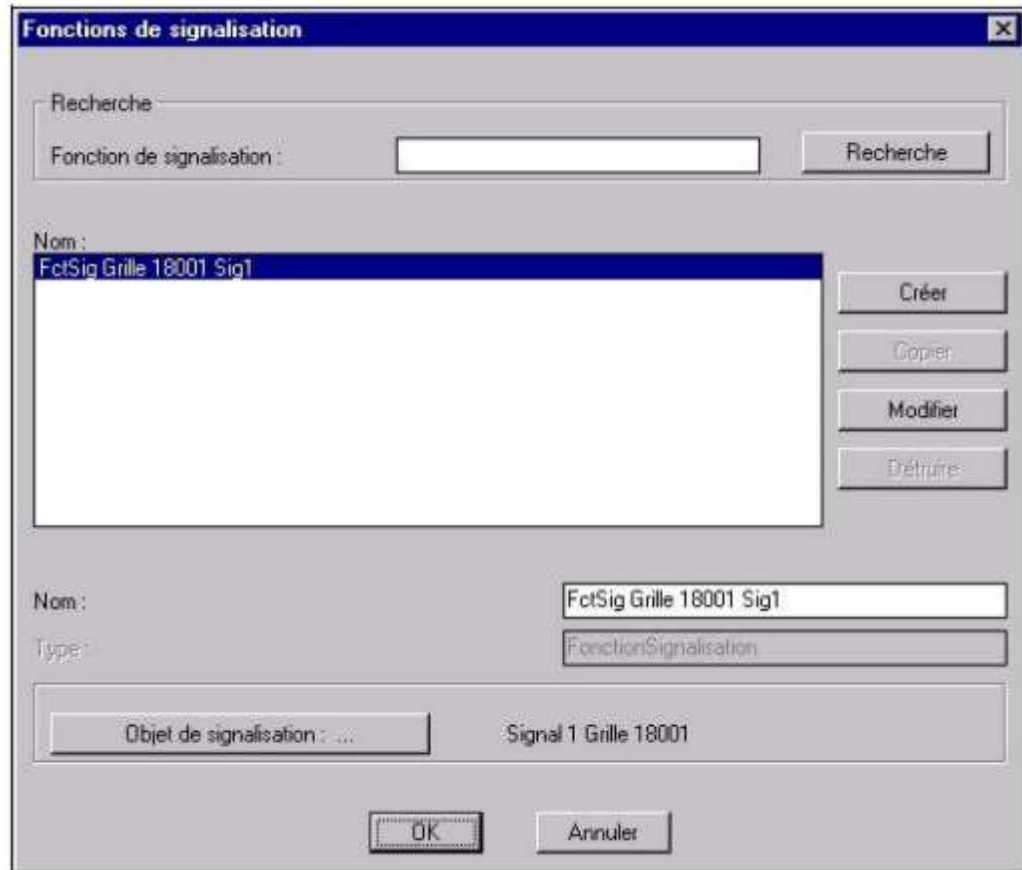 Fonctions de signalisation
Recherche
Fonction de signalisation :
Recherche
Nom :
FctSig Grille 18001 Sig1
Créer
Copier
Modifier
Détruire
Nom :
FctSig Grille 18001 Sig1
Type :
FonctionSignalisation
Objet de signalisation : ...
Signal 1 Grille 18001
OK
Annuler